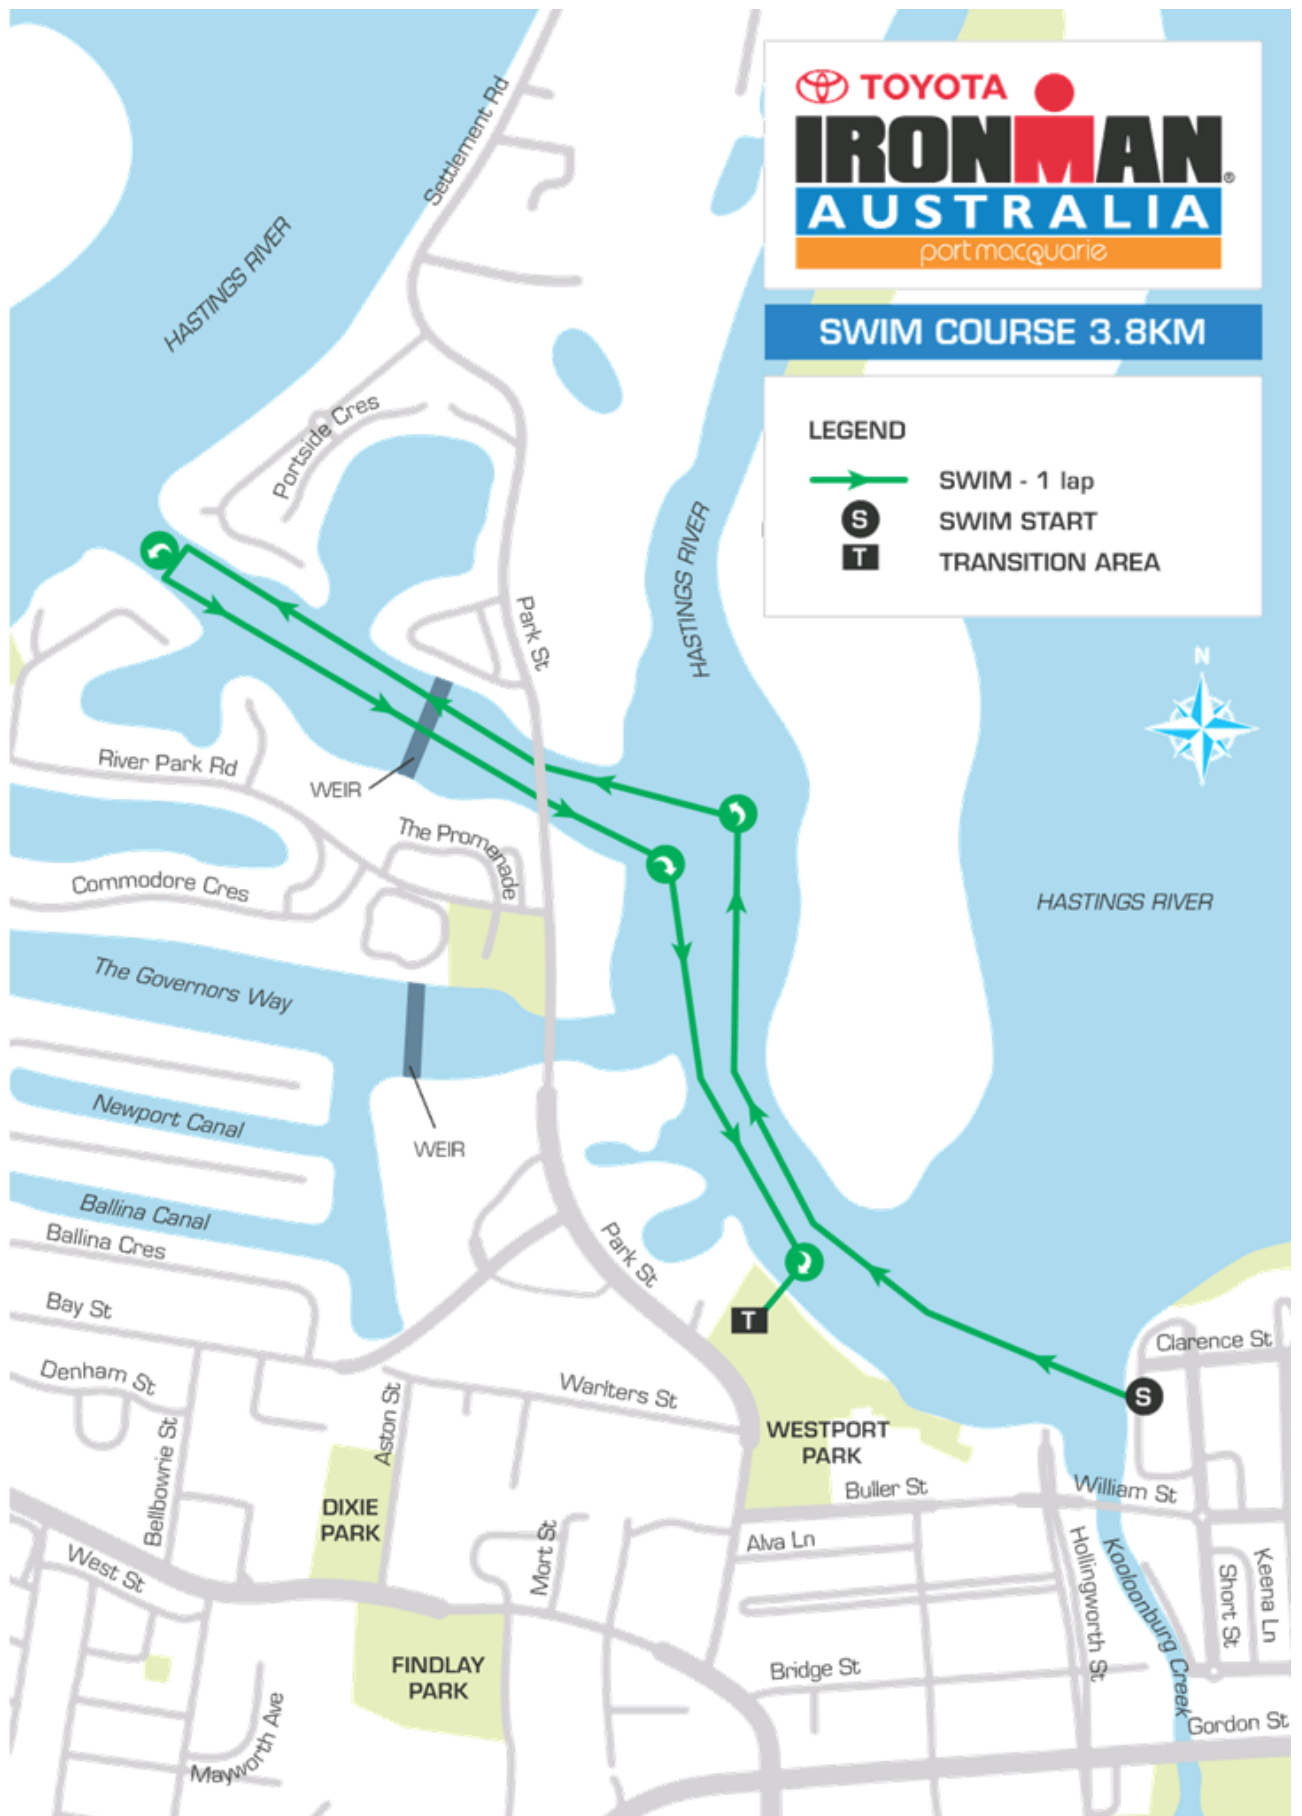 TOYOTA
IRONMAN®
AUSTRALIA
port macquarie
SWIM COURSE 3.8KM
LEGEND
SWIM - 1 lap
S
SWIM START
T
TRANSITION AREA
N
Settlement Rd
HASTINGS RIVER
Portside Cres
HASTINGS RIVER
Park St
River Park Rd
WEIR
The Promenade
Commodore Cres
HASTINGS RIVER
The Governors Way
Newport Canal
WEIR
Ballina Canal
Ballina Cres
Park St
Bay St
T
Clarence St
Denham St
Warlters St
S
Aston St
Bellbowrie St
WESTPORT
PARK
Buller St
William St
DIXIE
PARK
Alva Ln
Mort St
West St
Hollingworth St
Kooloonburg Creek
Short St
Keena Ln
FINDLAY
PARK
Bridge St
Mayworth Ave
Gordon St